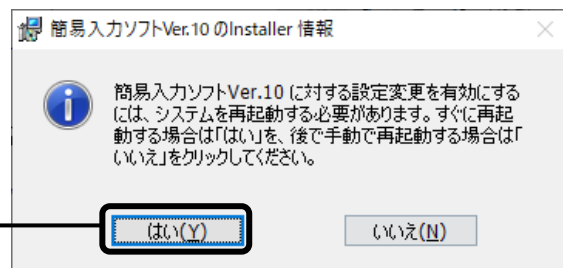 簡易入力ソフトVer.10 のInstaller 情報
簡易入力ソフトVer.10 に対する設定変更を有効にする
には、システムを再起動する必要があります。すぐに再起
動する場合は「はい」を、後で手動で再起動する場合は「
いいえ」をクリックしてください。
はい(Y)
いいえ(N)